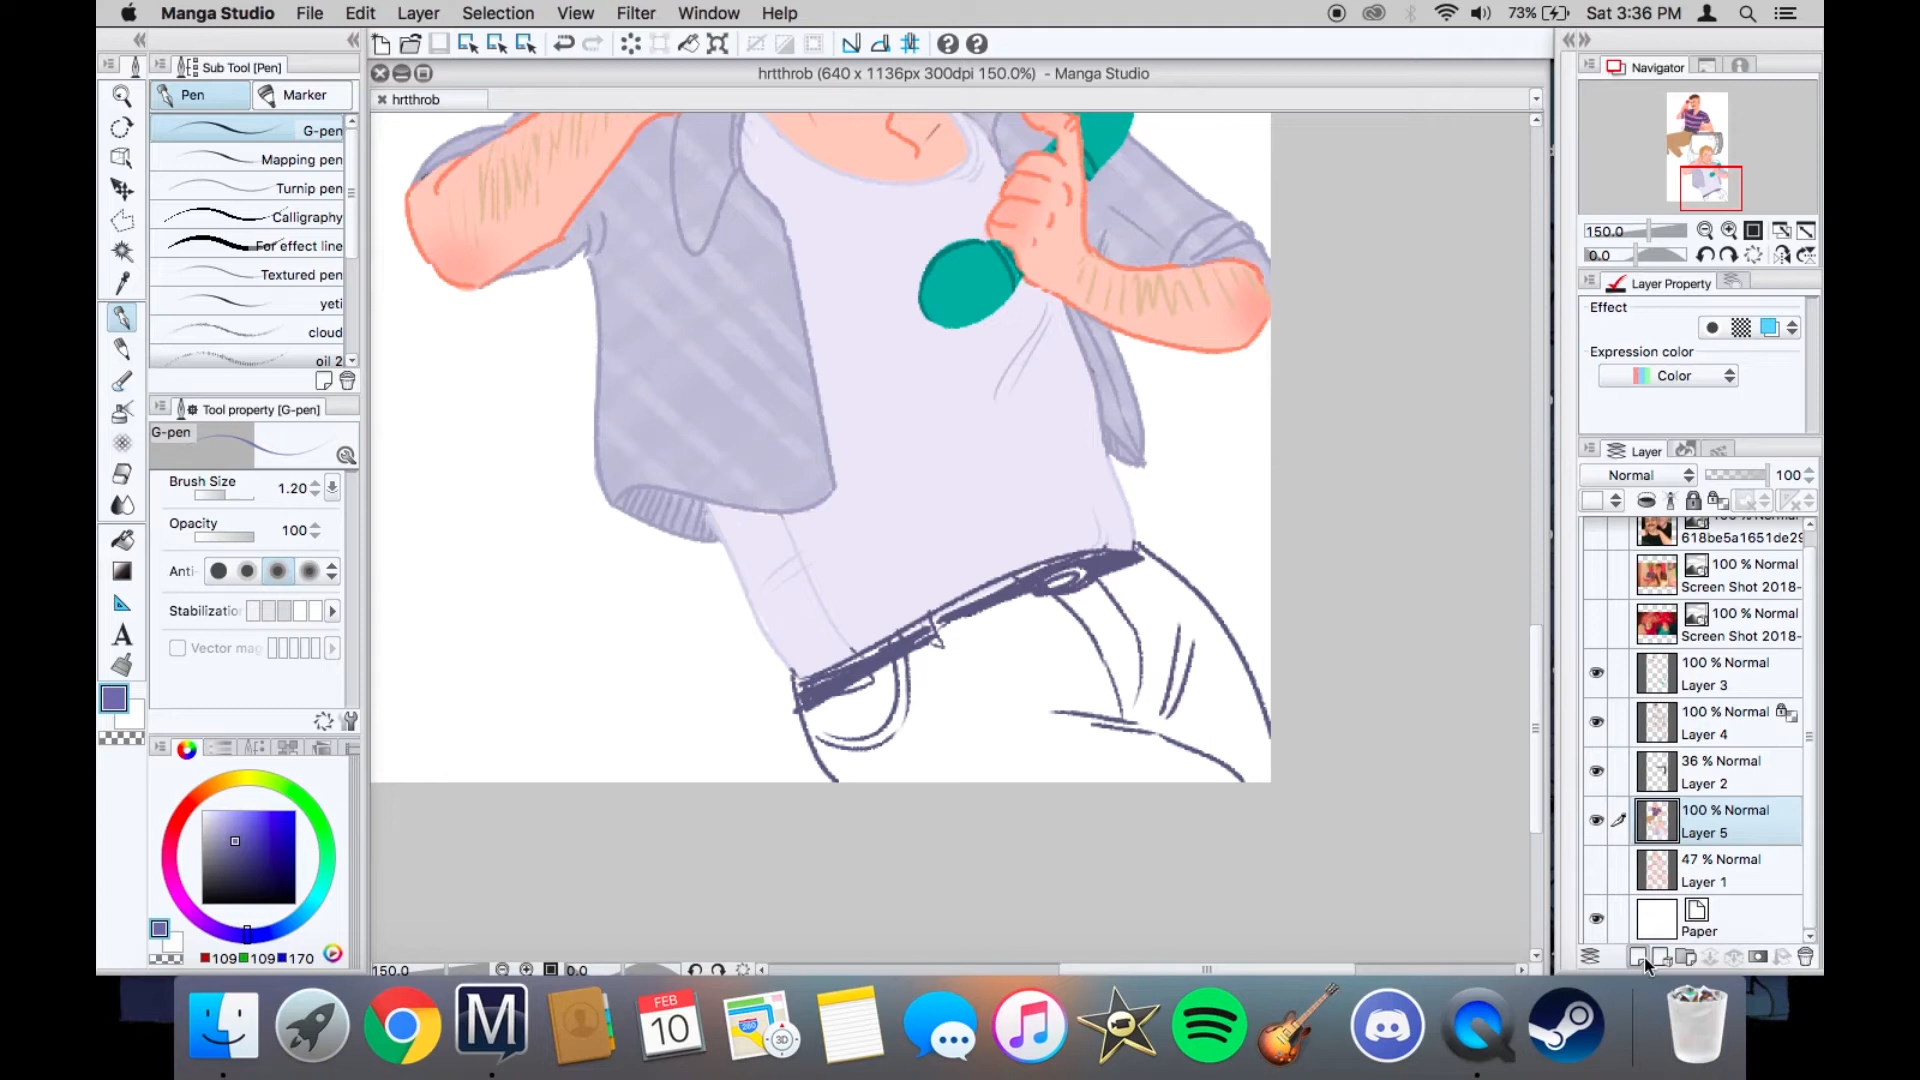 Manga Studio File Edit Layer Selection View Filter Window Help 73% Sat 3:36 PM
Sub Tool [Pen]
hrtthrob (640 x 1136px 300dpi 150.0%) - Manga Studio
Navigator
Pen Marker
hrtthrob
G-pen
Mapping pen
Turnip pen
Calligraphy
For effect line
Textured pen
yeti
cloud
oil 2
Tool property [G-pen]
G-pen
Brush Size 1.20
Opacity 100
Anti-
Stabilization
Vector mag
109 109 170
150.0
0.0
Layer Property
Effect
Expression color
Color
Layer
Normal 100
618be5a1651de29
100 % Normal
Screen Shot 2018-
100 % Normal
Screen Shot 2018-
100 % Normal
Layer 3
100 % Normal
Layer 4
36 % Normal
Layer 2
100 % Normal
Layer 5
47 % Normal
Layer 1
Paper
150.0 0.0
FEB
10
280
3D
M
A